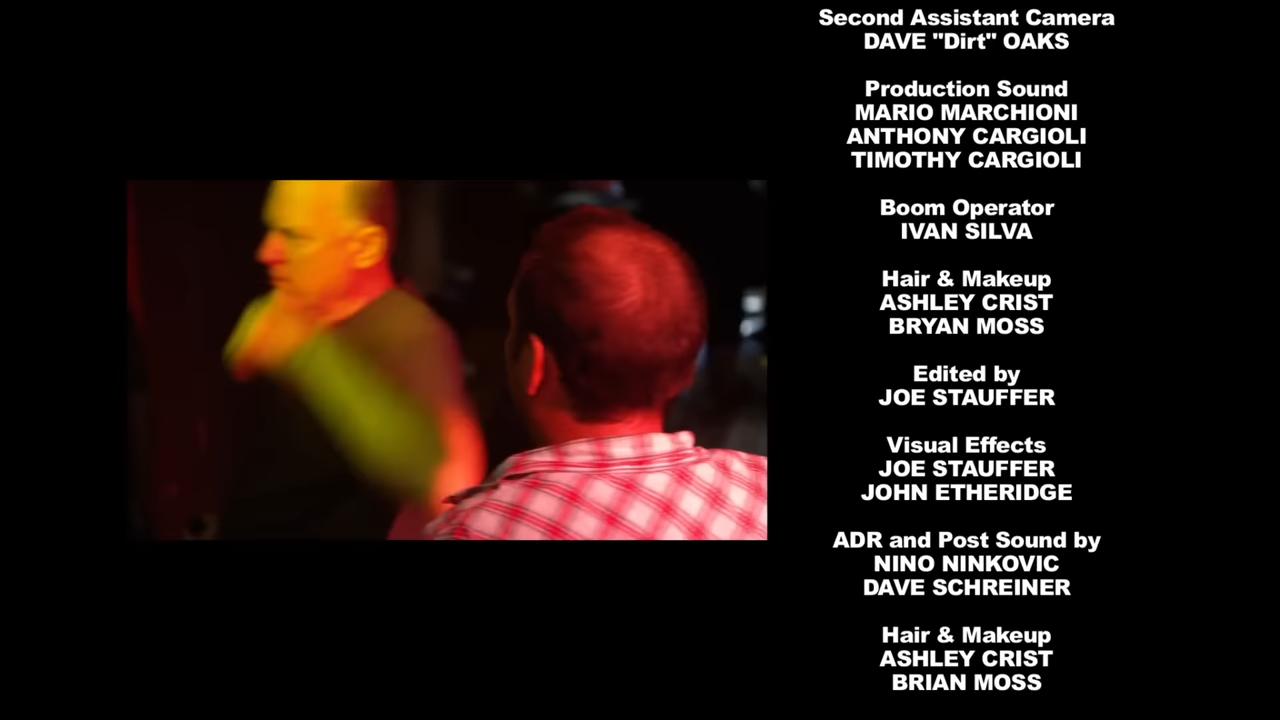 Second Assistant Camera
DAVE "Dirt" OAKS
Production Sound
MARIO MARCHIONI
ANTHONY CARGIOLI
TIMOTHY CARGIOLI
Boom Operator
IVAN SILVA
Hair & Makeup
ASHLEY CRIST
BRYAN MOSS
Edited by
JOE STAUFFER
Visual Effects
JOE STAUFFER
JOHN ETHERIDGE
ADR and Post Sound by
NINO NINKOVIC
DAVE SCHREINER
Hair & Makeup
ASHLEY CRIST
BRIAN MOSS